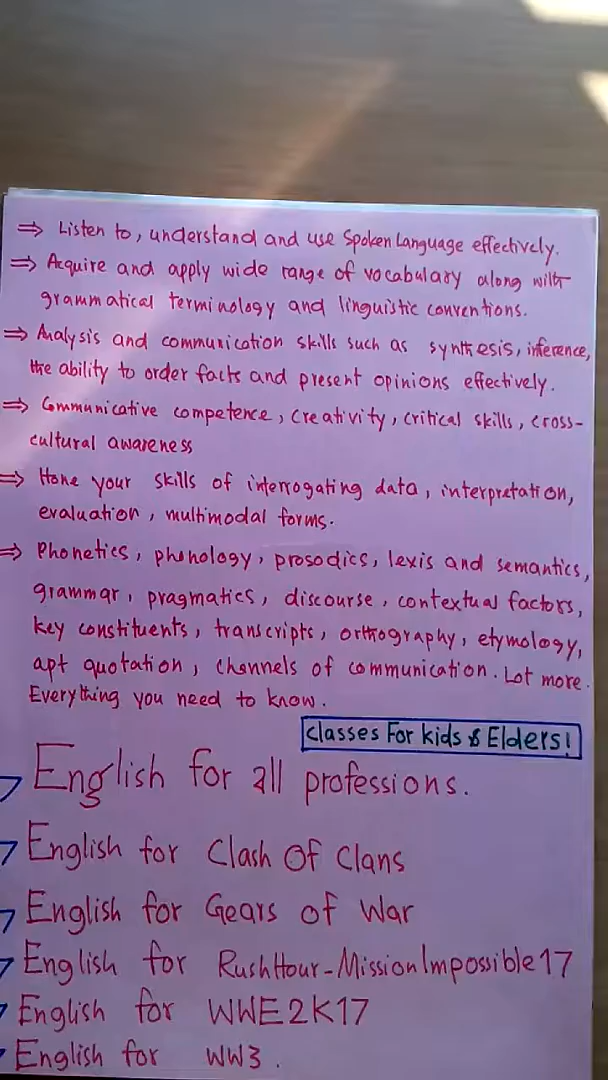 ⇒ Listen to, understand and use Spoken Language effectively.
⇒ Acquire and apply wide range of vocabulary along with
grammatical terminology and linguistic conventions.
⇒ Analysis and communication skills such as synthesis, inference,
the ability to order facts and present opinions effectively.
⇒ Communicative competence, creativity, critical skills, cross-
cultural awareness
⇒ Hone your skills of interrogating data, interpretation,
evaluation, multimodal forms.
⇒ Phonetics, phonology, prosodics, lexis and semantics,
grammar, pragmatics, discourse, contextual factors,
key constituents, transcripts, orthography, etymology,
apt quotation, channels of communication. Lot more.
Everything you need to know.
Classes For kids & Elders!
English for all professions.
English for Clash Of Clans
English for Gears of War
English for RushHour-MissionImpossible17
English for WWE2K17
English for WW3.